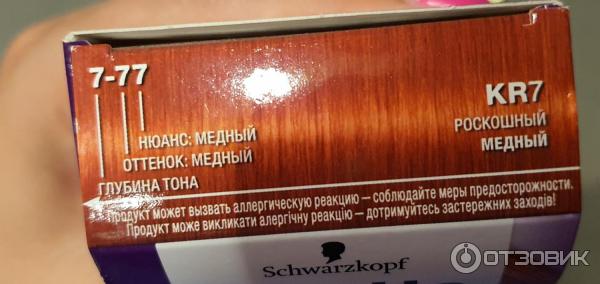 7-77
KR7
НЮАНС: МЕДНЫЙ
РОСКОШНЫЙ
ОТТЕНОК: МЕДНЫЙ
МЕДНЫЙ
ГЛУБИНА ТОНА
Продукт может вызвать аллергическую реакцию — соблюдайте меры предосторожности.
Продукт може викликати алергічну реакцію — дотримуйтесь застережних заходів!
Schwarzkopf
ОТЗОВИК